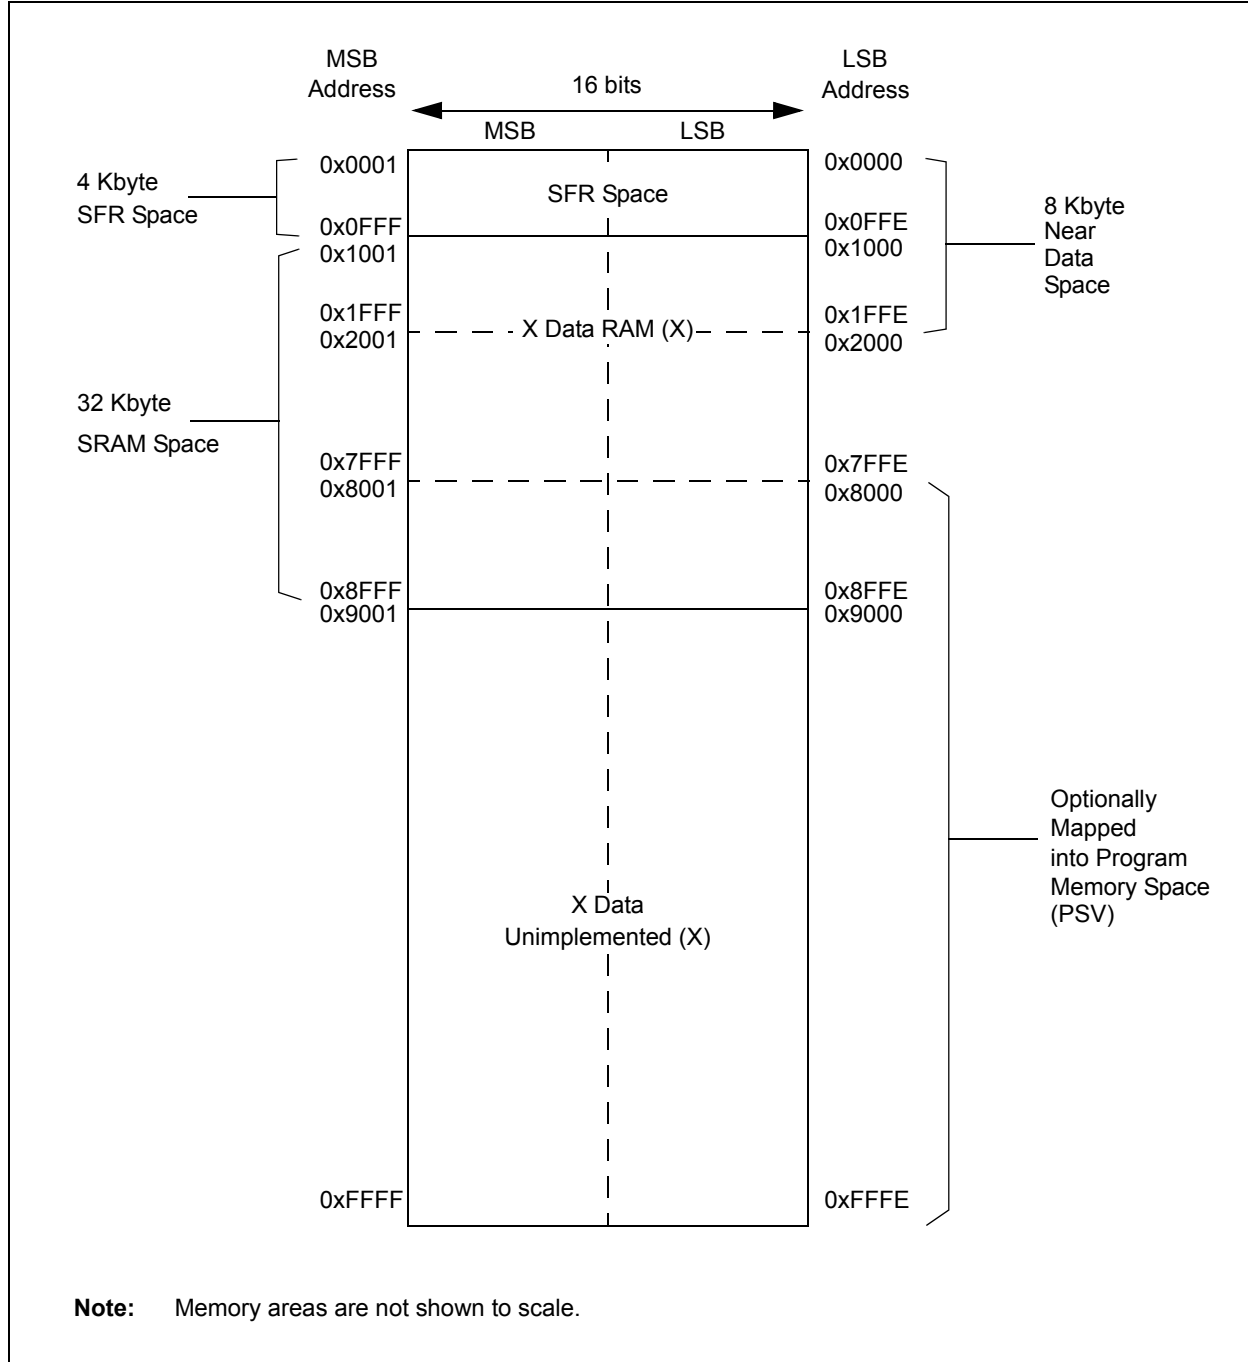 MSB
Address
16 bits
LSB
Address
MSB LSB
4 Kbyte
SFR Space
0x0001
0x0FFF
0x1001
SFR Space
0x0000
0x0FFE
0x1000
8 Kbyte
Near
Data
Space
0x1FFF
0x2001
X Data RAM (X)
0x1FFE
0x2000
32 Kbyte
SRAM Space
0x7FFF
0x8001
0x7FFE
0x8000
0x8FFF
0x9001
0x8FFE
0x9000
Optionally
Mapped
into Program
Memory Space
(PSV)
X Data
Unimplemented (X)
0xFFFF
0xFFFE
Note: Memory areas are not shown to scale.